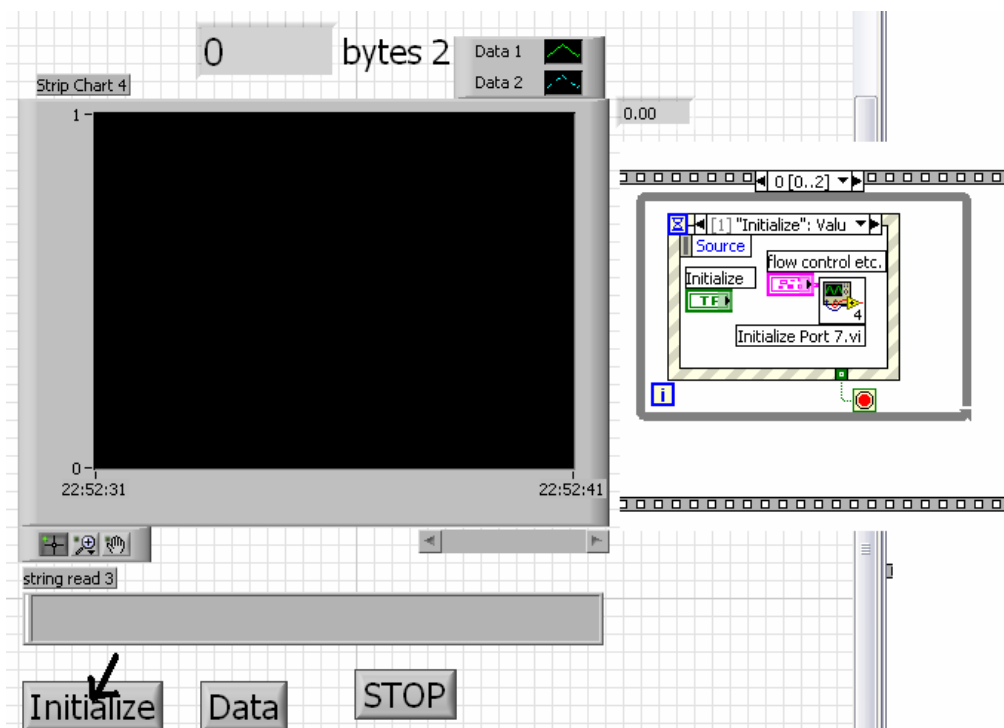 0 bytes 2
Data 1
Data 2
Strip Chart 4
0.00
1
0
22:52:31 22:52:41
string read 3
Initialize Data STOP
0 [0..2]
[1] "Initialize": Valu
Source
flow control etc.
Initialize
TF
4
Initialize Port 7.vi
i